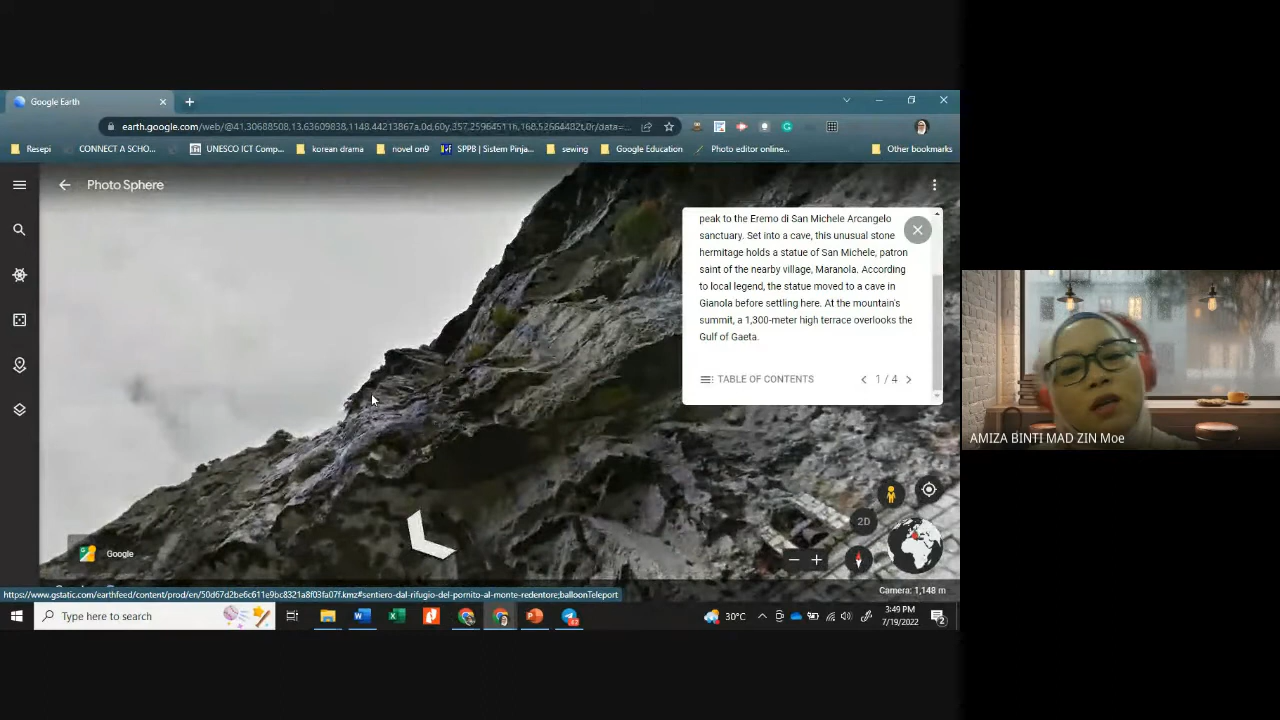 Google Earth
earth.google.com/web/@41.30688508,13.63609839,1148.44213867a,0d,60y,357.25964511h,168.52664482t,0r/data=...
Resepi
CONNECT A SCHO...
UNESCO ICT Comp...
korean drama
novel on9
SPPB | Sistem Pinja...
sewing
Google Education
Photo editor online...
Other bookmarks
Photo Sphere
peak to the Eremo di San Michele Arcangelo
sanctuary. Set into a cave, this unusual stone
hermitage holds a statue of San Michele, patron
saint of the nearby village, Maranola. According
to local legend, the statue moved to a cave in
Gianola before settling here. At the mountain's
summit, a 1,300-meter high terrace overlooks the
Gulf of Gaeta.
TABLE OF CONTENTS
1 / 4
AMIZA BINTI MAD ZIN Moe
2D
Google
Camera: 1,148 m
https://www.gstatic.com/earthfeed/content/prod/en/50d67d2be6c611e9bc8321a8f03fa07f.kmz#sentiero-dal-rifugio-del-pornito-al-monte-redentore;balloonTeleport
Type here to search
30°C
3:49 PM
7/19/2022
2